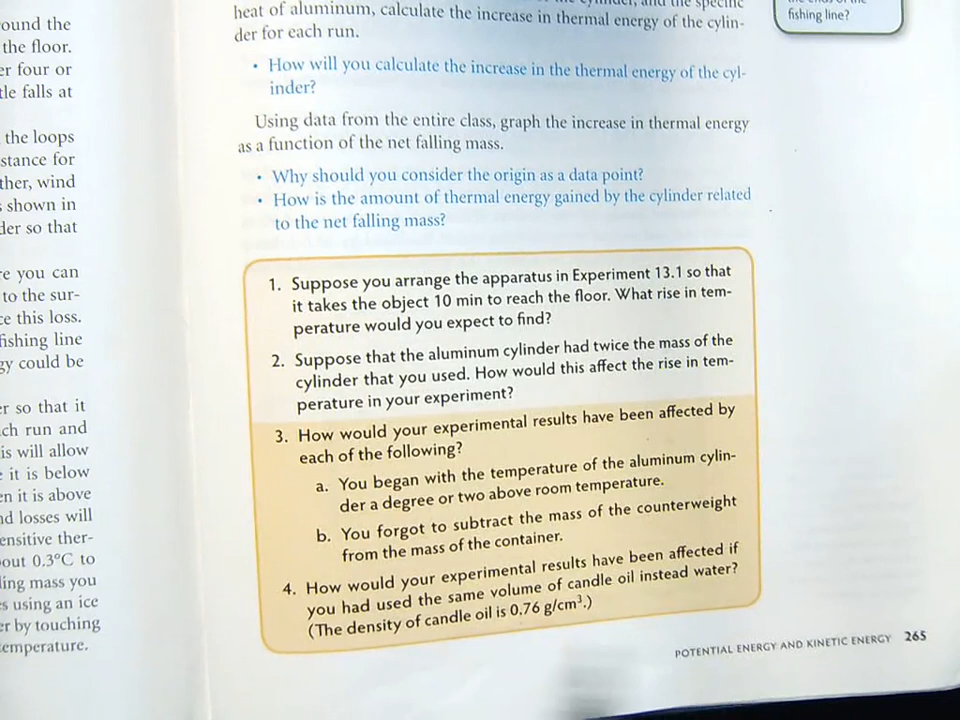 ound the
the floor.
er four or
tle falls at
the loops
stance for
ther, wind
shown in
der so that
re you can
to the sur-
ce this loss.
fishing line
gy could be
er so that it
ch run and
is will allow
e it is below
en it is above
nd losses will
ensitive ther-
out 0.3°C to
ling mass you
es using an ice
er by touching
emperature.
heat of aluminum, calculate the increase in thermal energy of the cylin-
der for each run.
• How will you calculate the increase in the thermal energy of the cyl-
inder?
Using data from the entire class, graph the increase in thermal energy
as a function of the net falling mass.
• Why should you consider the origin as a data point?
• How is the amount of thermal energy gained by the cylinder related
to the net falling mass?
fishing line?
1. Suppose you arrange the apparatus in Experiment 13.1 so that
it takes the object 10 min to reach the floor. What rise in tem-
perature would you expect to find?
2. Suppose that the aluminum cylinder had twice the mass of the
cylinder that you used. How would this affect the rise in tem-
perature in your experiment?
3. How would your experimental results have been affected by
each of the following?
a. You began with the temperature of the aluminum cylin-
der a degree or two above room temperature.
b. You forgot to subtract the mass of the counterweight
from the mass of the container.
4. How would your experimental results have been affected if
you had used the same volume of candle oil instead water?
(The density of candle oil is 0.76 g/cm³.)
POTENTIAL ENERGY AND KINETIC ENERGY 265